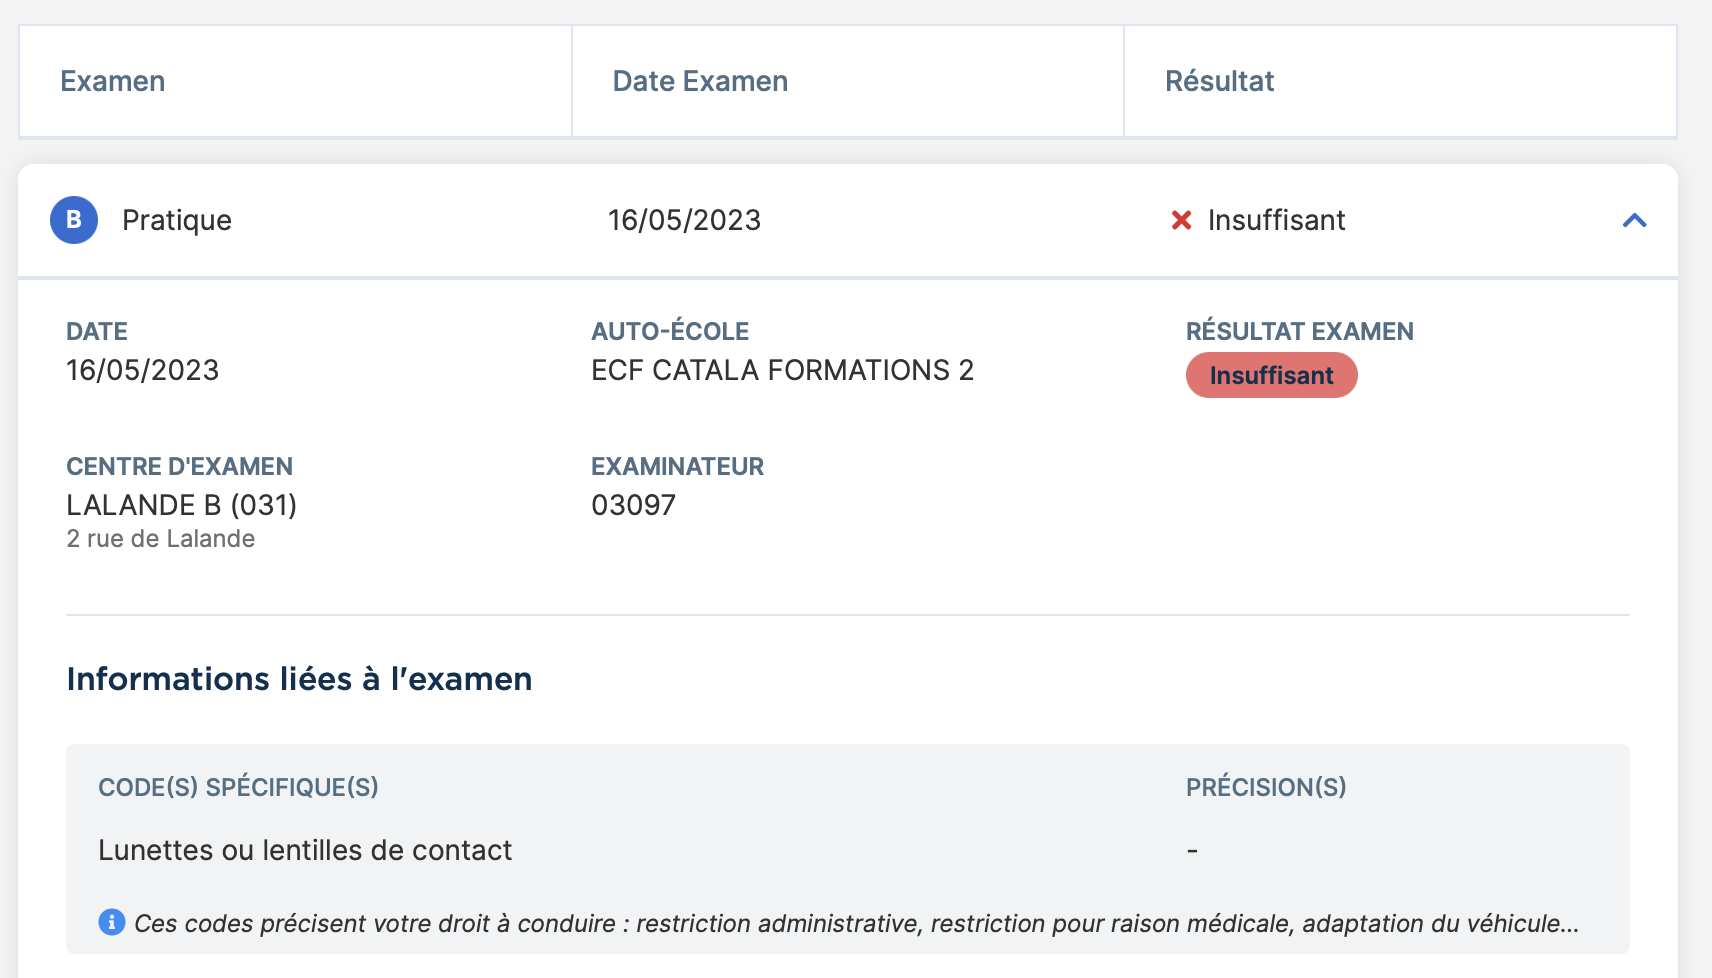 Examen Date Examen Résultat
B Pratique 16/05/2023 Insuffisant
DATE AUTO-ÉCOLE RÉSULTAT EXAMEN
16/05/2023 ECF CATALA FORMATIONS 2 Insuffisant
CENTRE D'EXAMEN EXAMINATEUR
LALANDE B (031) 03097
2 rue de Lalande
Informations liées à l'examen
CODE(S) SPÉCIFIQUE(S) PRÉCISION(S)
Lunettes ou lentilles de contact -
Ces codes précisent votre droit à conduire : restriction administrative, restriction pour raison médicale, adaptation du véhicule...